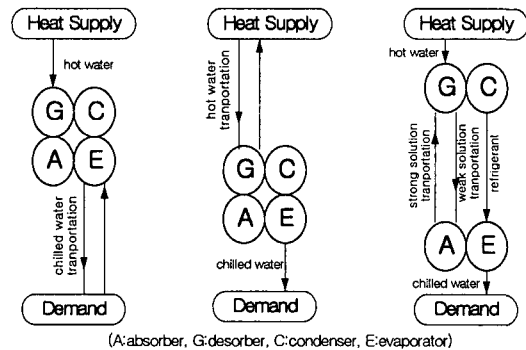 Heat Supply
hot water
G
C
A
E
chilled water
tranportation
Demand
Heat Supply
hot water
tranportation
G
C
A
E
chilled water
Demand
Heat Supply
hot water
G
C
strong solution
tranportation
weak solution
tranportation
refrigerant
A
E
chilled water
Demand
(A:absorber, G:desorber, C:condenser, E:evaporator)